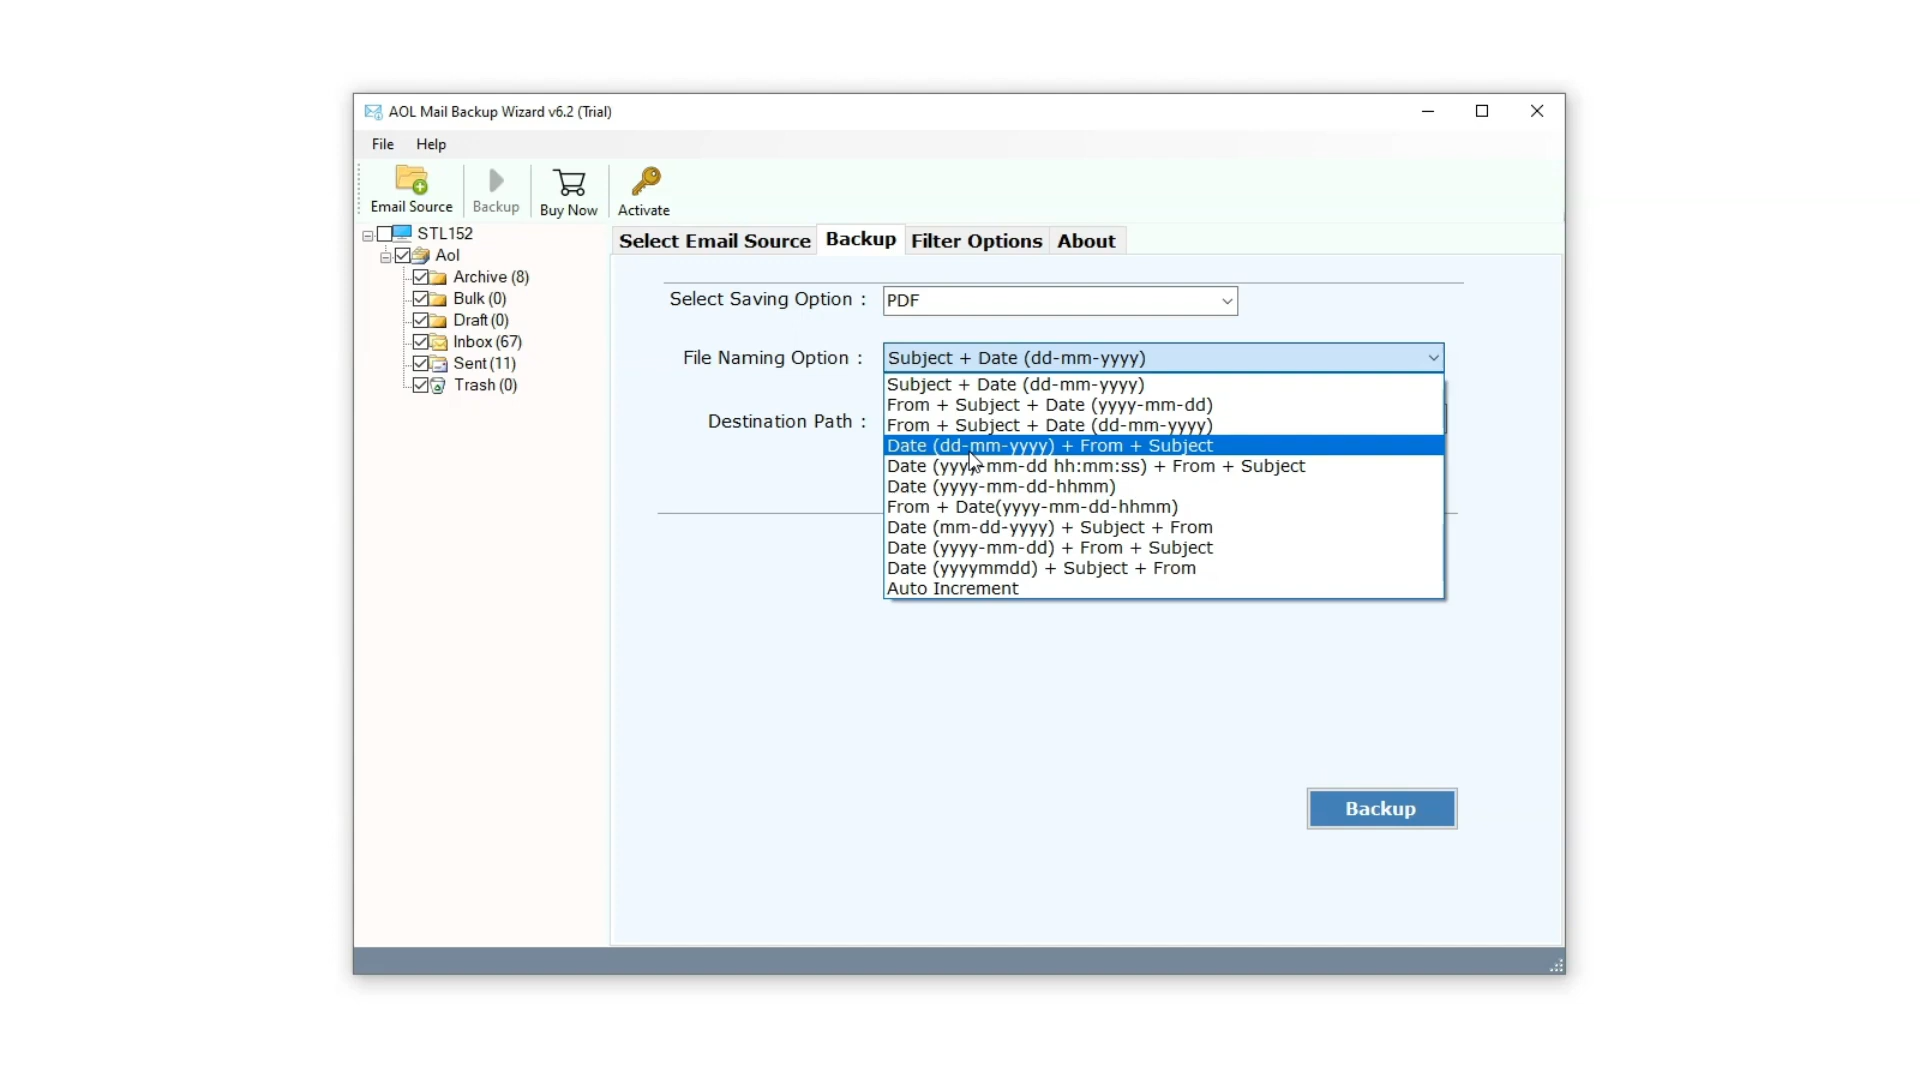 AOL Mail Backup Wizard v6.2 (Trial)
File Help
Email Source Backup Buy Now Activate
STL152
Aol
Archive (8)
Bulk (0)
Draft (0)
Inbox (67)
Sent (11)
Trash (0)
Select Email Source Backup Filter Options About
Select Saving Option : PDF
File Naming Option : Subject + Date (dd-mm-yyyy)
Subject + Date (dd-mm-yyyy)
From + Subject + Date (yyyy-mm-dd)
From + Subject + Date (dd-mm-yyyy)
Destination Path :
Date (dd-mm-yyyy) + From + Subject
Date (yyyy-mm-dd hh:mm:ss) + From + Subject
Date (yyyy-mm-dd-hhmm)
From + Date(yyyy-mm-dd-hhmm)
Date (mm-dd-yyyy) + Subject + From
Date (yyyy-mm-dd) + From + Subject
Date (yyyymmdd) + Subject + From
Auto Increment
Backup